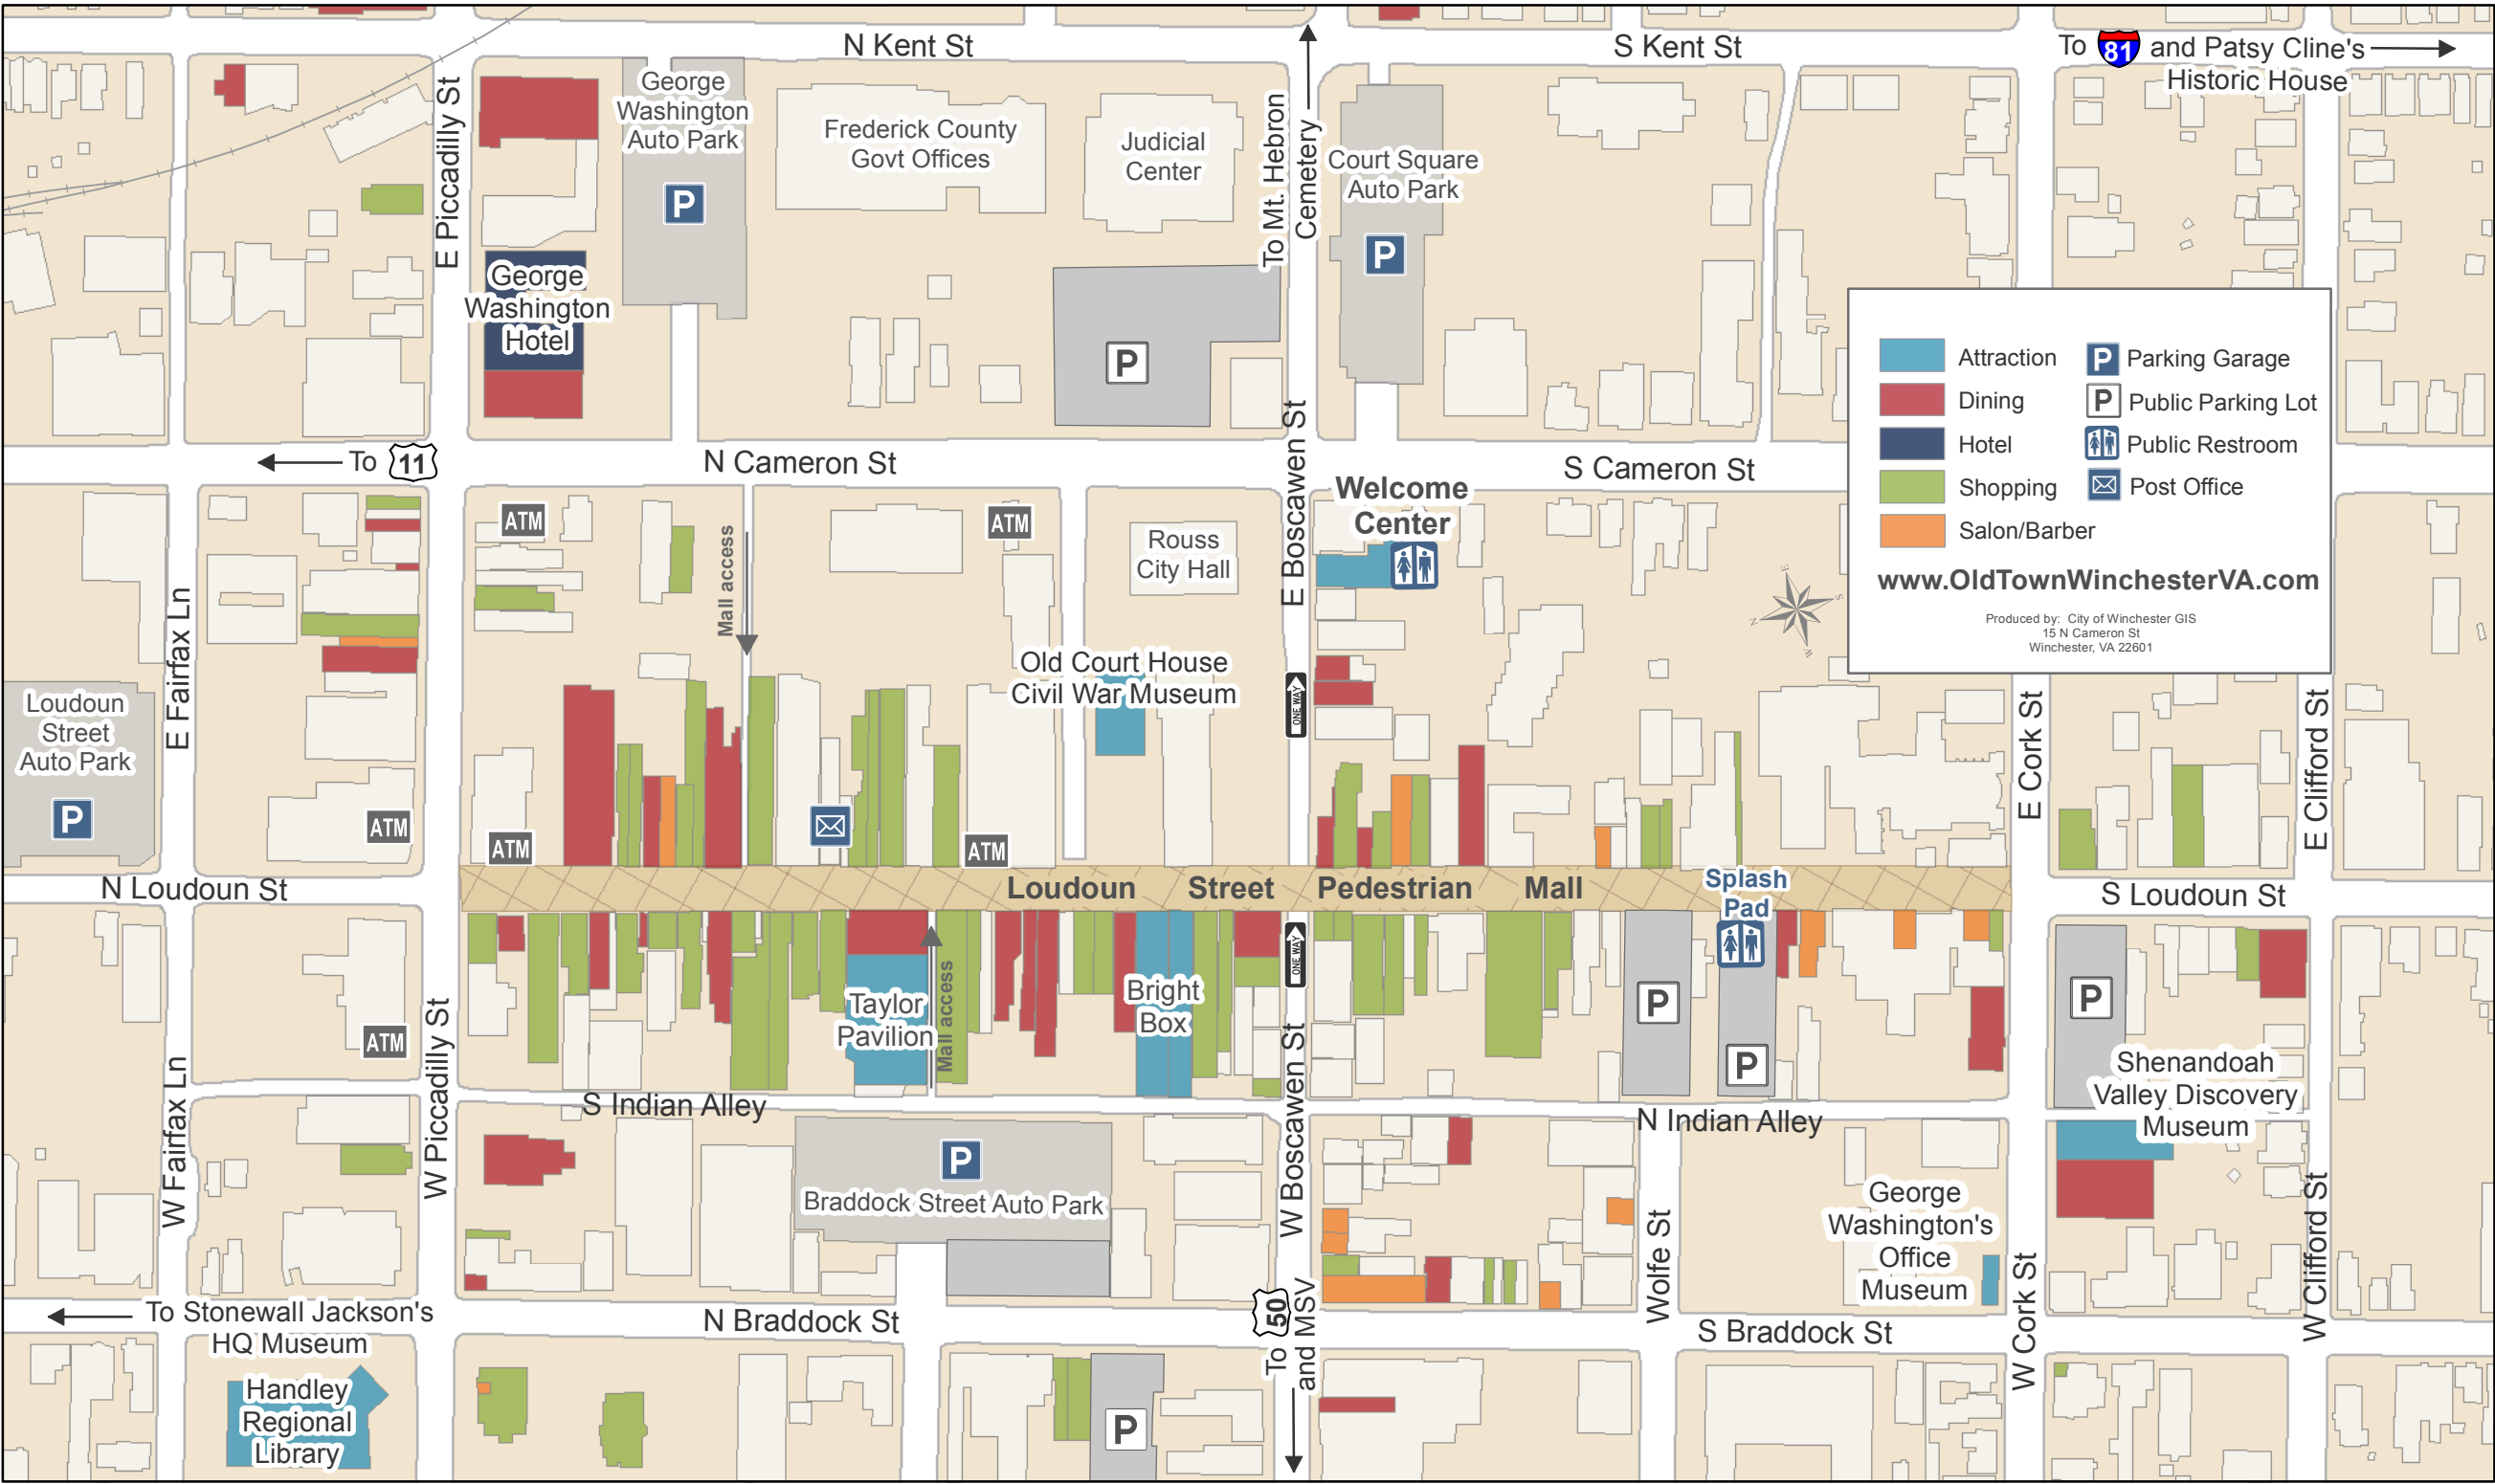 N Kent St
S Kent St
To 81 and Patsy Cline's
Historic House
E Piccadilly St
George
Washington
Auto Park
P
Frederick County
Govt Offices
Judicial
Center
To Mt. Hebron
Cemetery
Court Square
Auto Park
P
George
Washington
Hotel
P
Attraction
Dining
Hotel
Shopping
Salon/Barber
P Parking Garage
P Public Parking Lot
Public Restroom
Post Office
www.OldTownWinchesterVA.com
Produced by: City of Winchester GIS
15 N Cameron St
Winchester, VA 22601
N
E
S
W
To 11
N Cameron St
E Boscawen St
S Cameron St
Welcome
Center
ATM
ATM
Mall access
Rouss
City Hall
E Fairfax Ln
Old Court House
Civil War Museum
ONE WAY
Loudoun
Street
Auto Park
P
ATM
ATM
ATM
E Cork St
E Clifford St
N Loudoun St
Loudoun Street Pedestrian Mall
Splash
Pad
S Loudoun St
ONE WAY
Taylor
Pavilion
Mall access
Bright
Box
P
P
P
ATM
W Piccadilly St
W Fairfax Ln
S Indian Alley
W Boscawen St
N Indian Alley
Shenandoah
Valley Discovery
Museum
P
Braddock Street Auto Park
Wolfe St
George
Washington's
Office
Museum
W Cork St
W Clifford St
To Stonewall Jackson's
HQ Museum
N Braddock St
To 50
and MSV
S Braddock St
Handley
Regional
Library
P